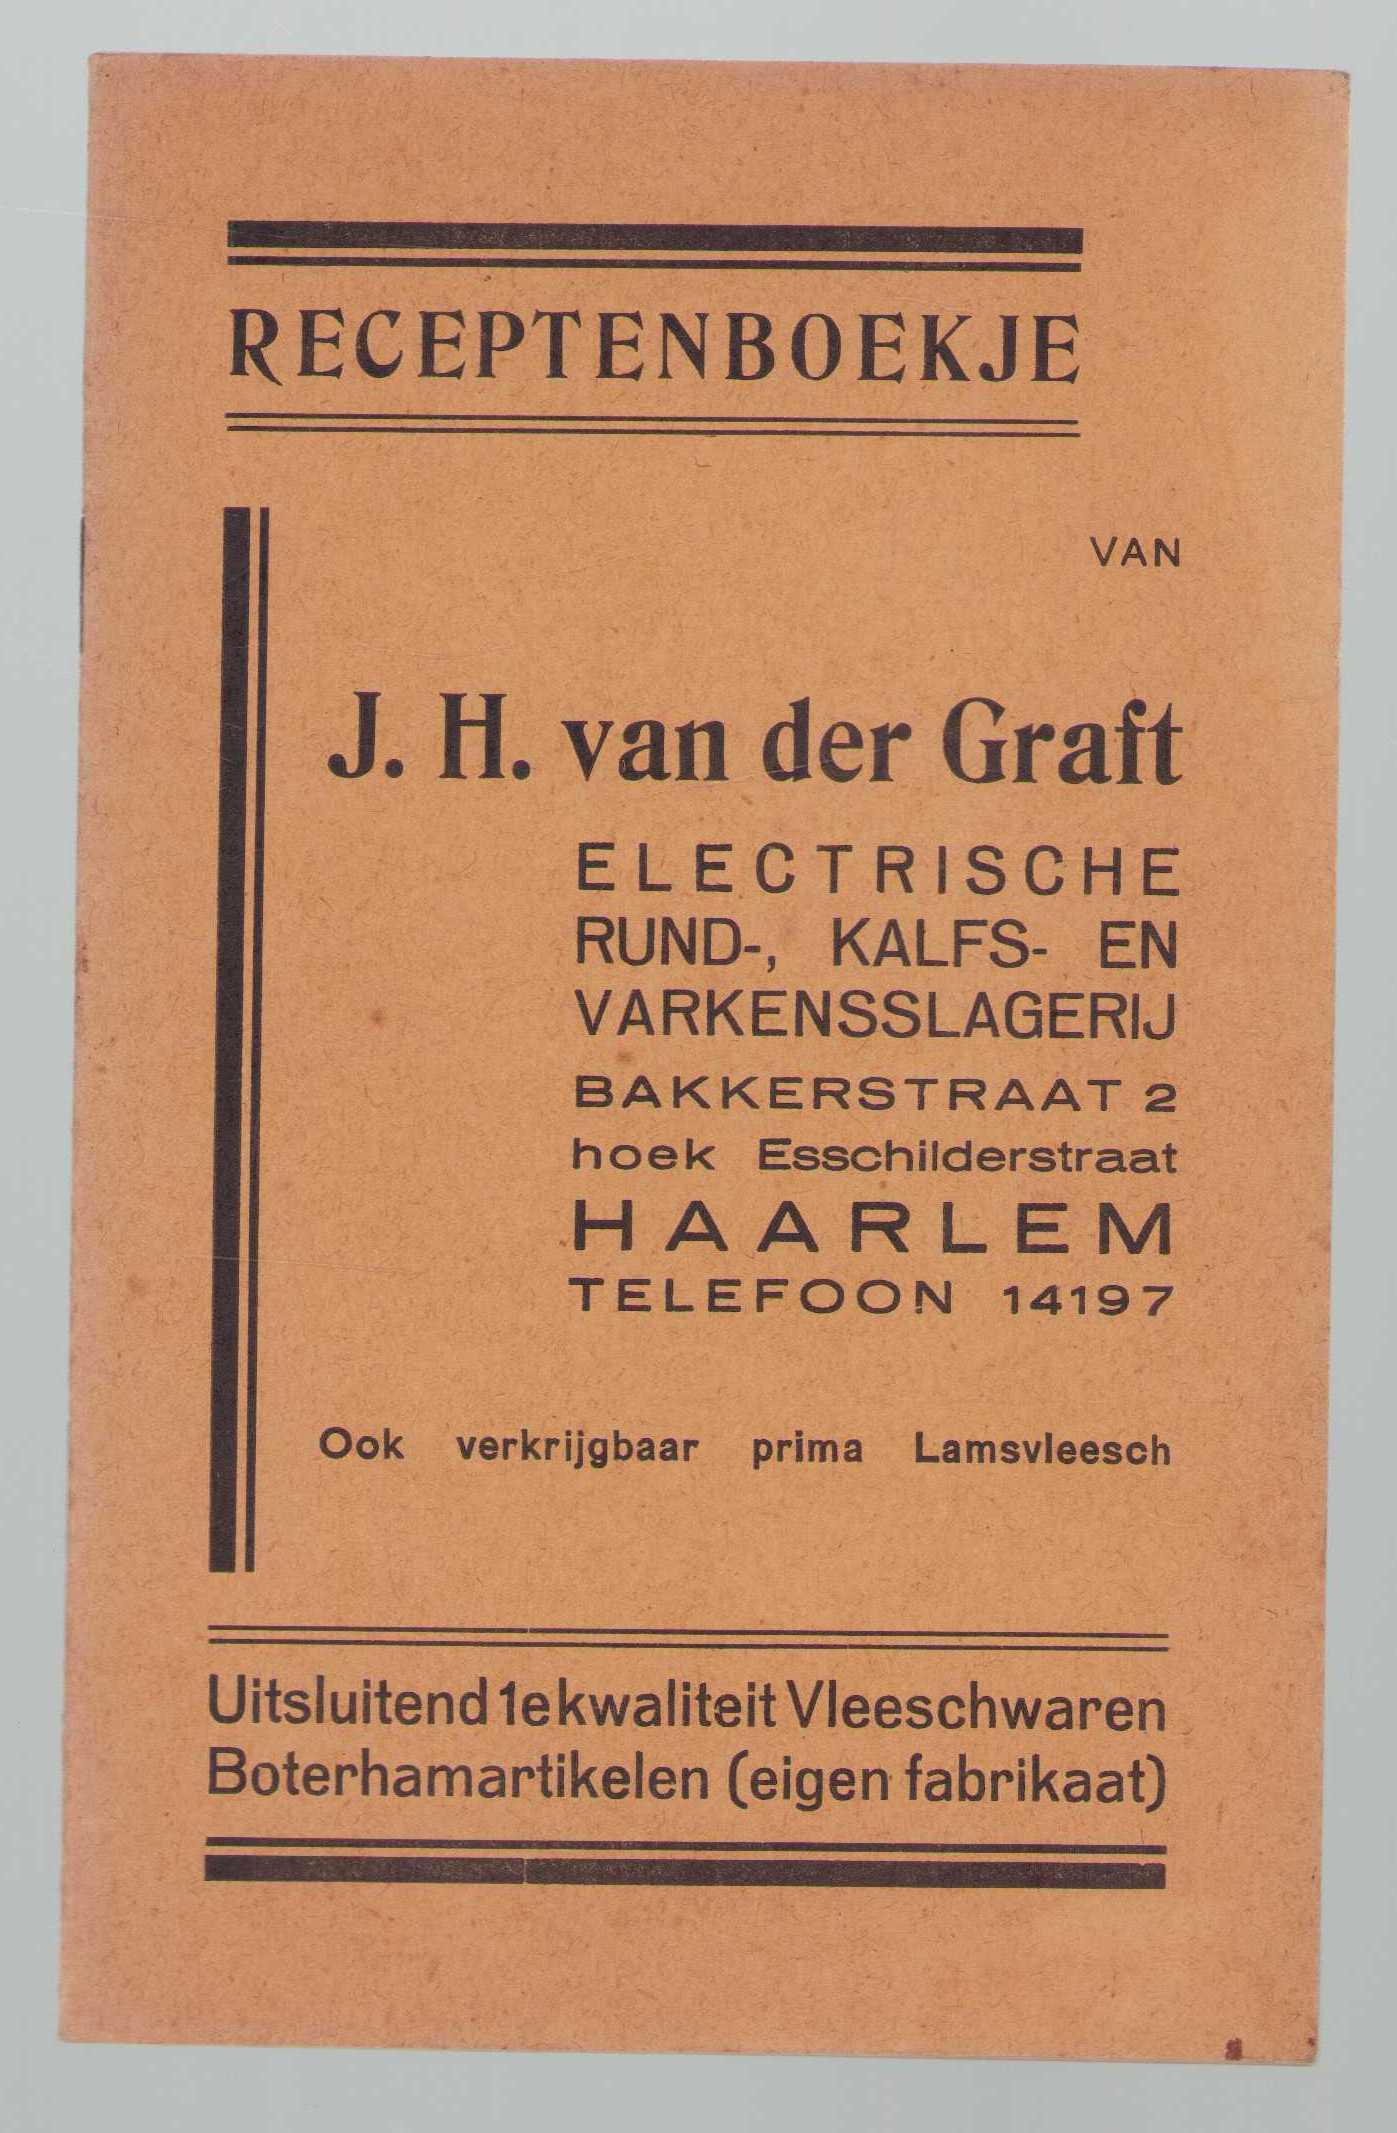 RECEPTENBOEKJE
VAN
J. H. van der Graft
ELECTRISCHE
RUND-, KALFS- EN
VARKENSSLAGERIJ
BAKKERSTRAAT 2
hoek Esschilderstraat
HAARLEM
TELEFOON 14197
Ook verkrijgbaar prima Lamsvleesch
Uitsluitend 1e kwaliteit Vleeschwaren
Boterhamartikelen (eigen fabrikaat)